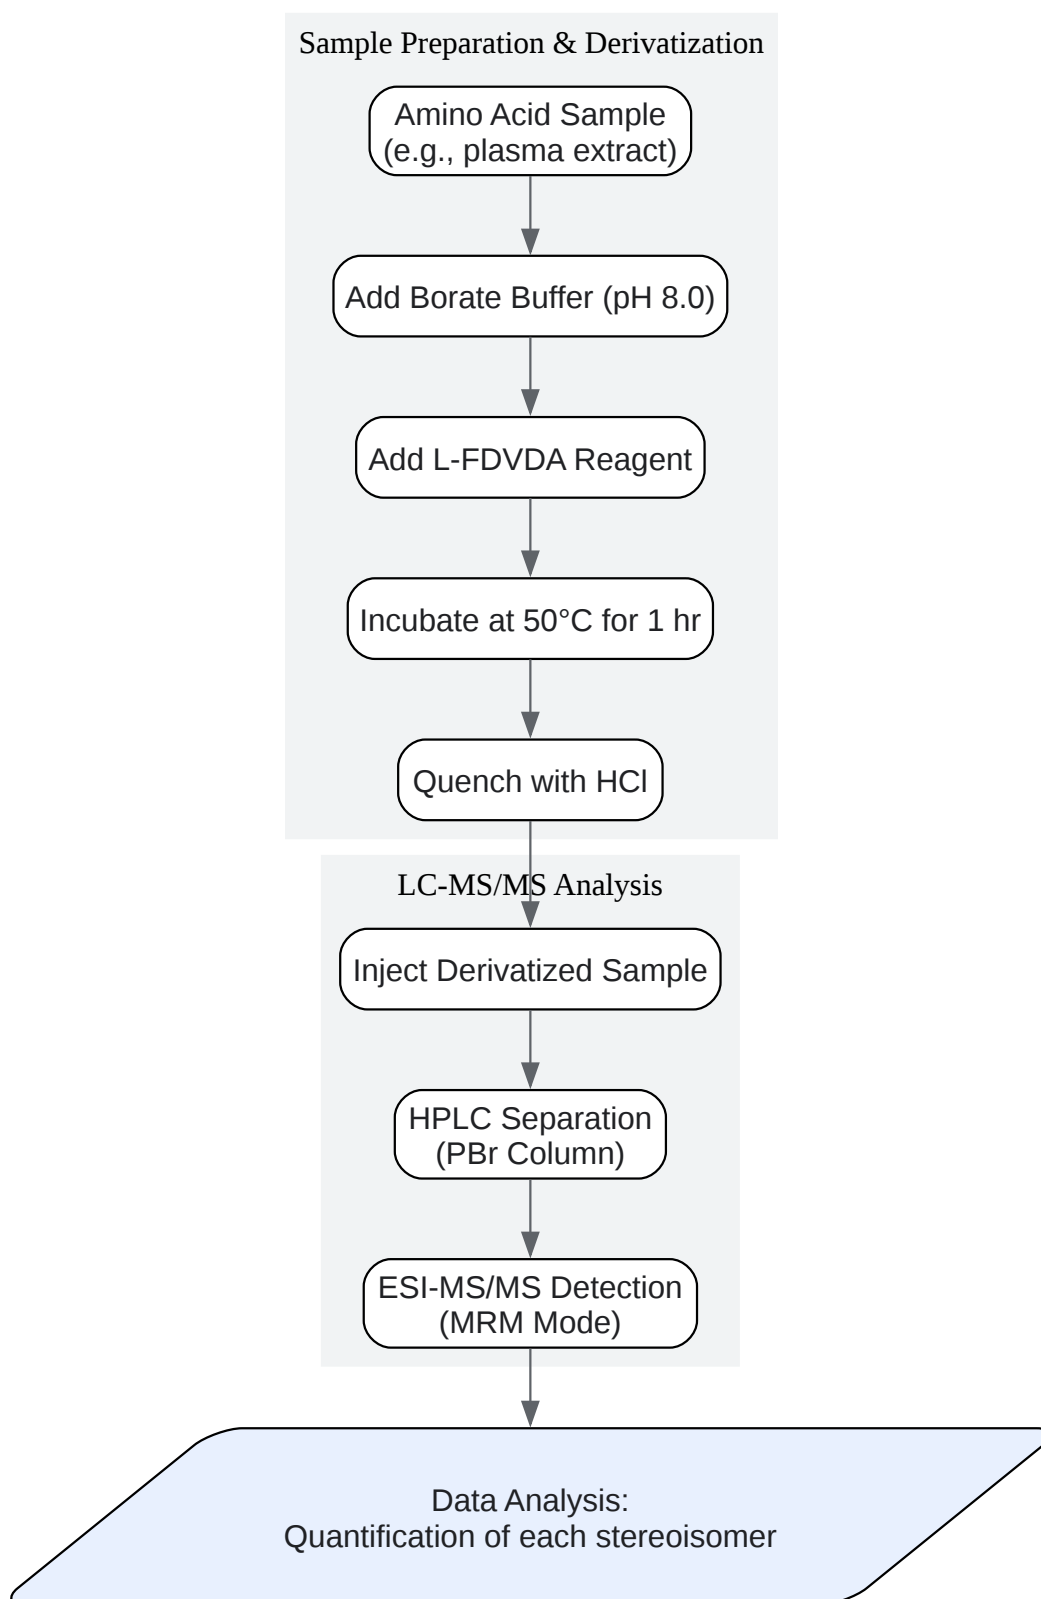 Sample Preparation & Derivatization
Amino Acid Sample
(e.g., plasma extract)
Add Borate Buffer (pH 8.0)
Add L-FDVDA Reagent
Incubate at 50°C for 1 hr
Quench with HCl
LC-MS/MS Analysis
Inject Derivatized Sample
HPLC Separation
(PBr Column)
ESI-MS/MS Detection
(MRM Mode)
Data Analysis:
Quantification of each stereoisomer